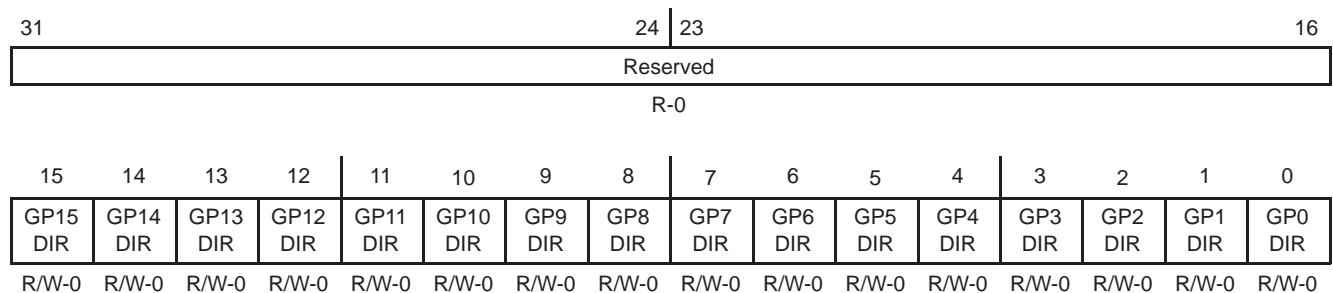 31 24 23 16
Reserved
R-0
15 14 13 12 11 10 9 8 7 6 5 4 3 2 1 0
GP15 GP14 GP13 GP12 GP11 GP10 GP9 GP8 GP7 GP6 GP5 GP4 GP3 GP2 GP1 GP0
DIR DIR DIR DIR DIR DIR DIR DIR DIR DIR DIR DIR DIR DIR DIR DIR
R/W-0 R/W-0 R/W-0 R/W-0 R/W-0 R/W-0 R/W-0 R/W-0 R/W-0 R/W-0 R/W-0 R/W-0 R/W-0 R/W-0 R/W-0 R/W-0